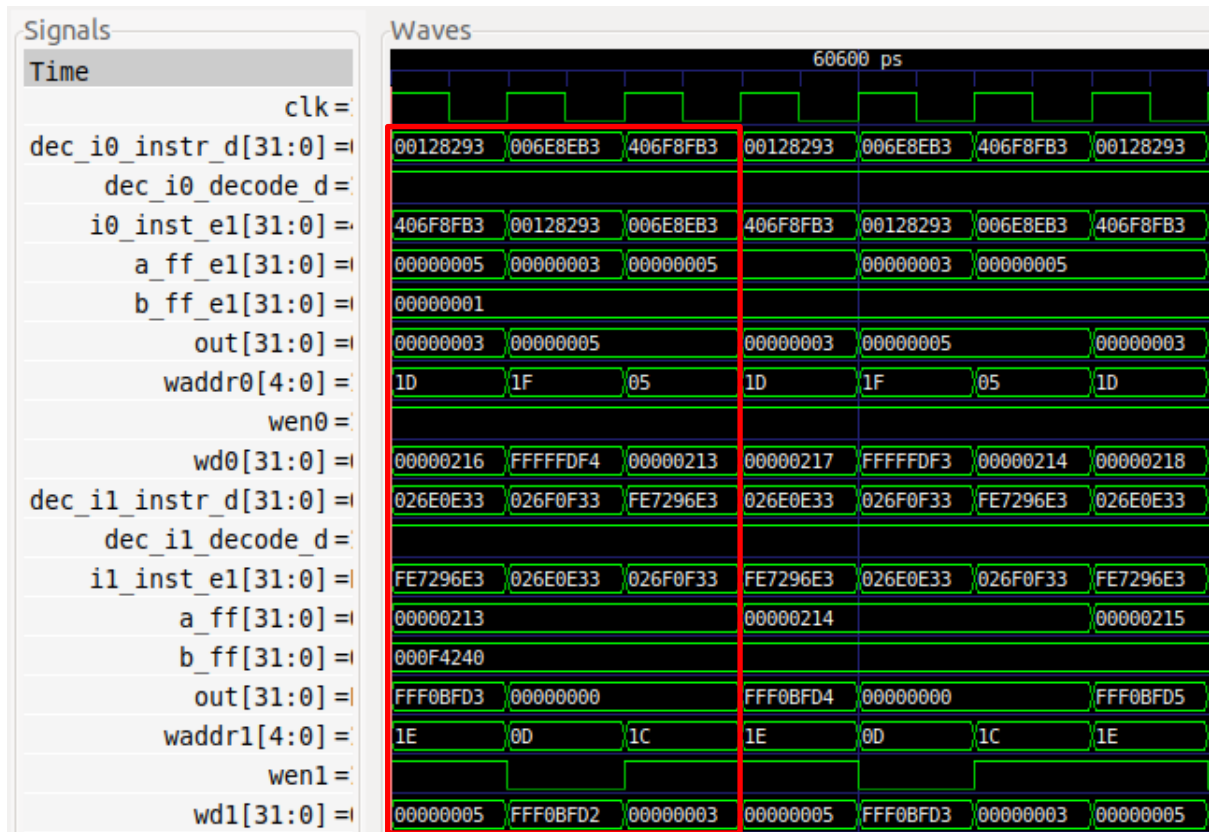 Signals Waves
Time 60600 ps
clk =
dec_i0_instr_d[31:0] = 00128293 006E8EB3 406F8FB3 00128293 006E8EB3 406F8FB3 00128293
dec_i0_decode_d =
i0_inst_e1[31:0] = 406F8FB3 00128293 006E8EB3 406F8FB3 00128293 006E8EB3 406F8FB3
a_ff_e1[31:0] = 00000005 00000003 00000005 00000003 00000005
b_ff_e1[31:0] = 00000001
out[31:0] = 00000003 00000005 00000003 00000005 00000003
waddr0[4:0] = 1D 1F 05 1D 1F 05 1D
wen0 =
wd0[31:0] = 00000216 FFFFFDF4 00000213 00000217 FFFFFDF3 00000214 00000218
dec_i1_instr_d[31:0] = 026E0E33 026F0F33 FE7296E3 026E0E33 026F0F33 FE7296E3 026E0E33
dec_i1_decode_d =
i1_inst_e1[31:0] = FE7296E3 026E0E33 026F0F33 FE7296E3 026E0E33 026F0F33 FE7296E3
a_ff[31:0] = 00000213 00000214 00000215
b_ff[31:0] = 000F4240
out[31:0] = FFF0BFD3 00000000 FFF0BFD4 00000000 FFF0BFD5
waddr1[4:0] = 1E 0D 1C 1E 0D 1C 1E
wen1 =
wd1[31:0] = 00000005 FFF0BFD2 00000003 00000005 FFF0BFD3 00000003 00000005